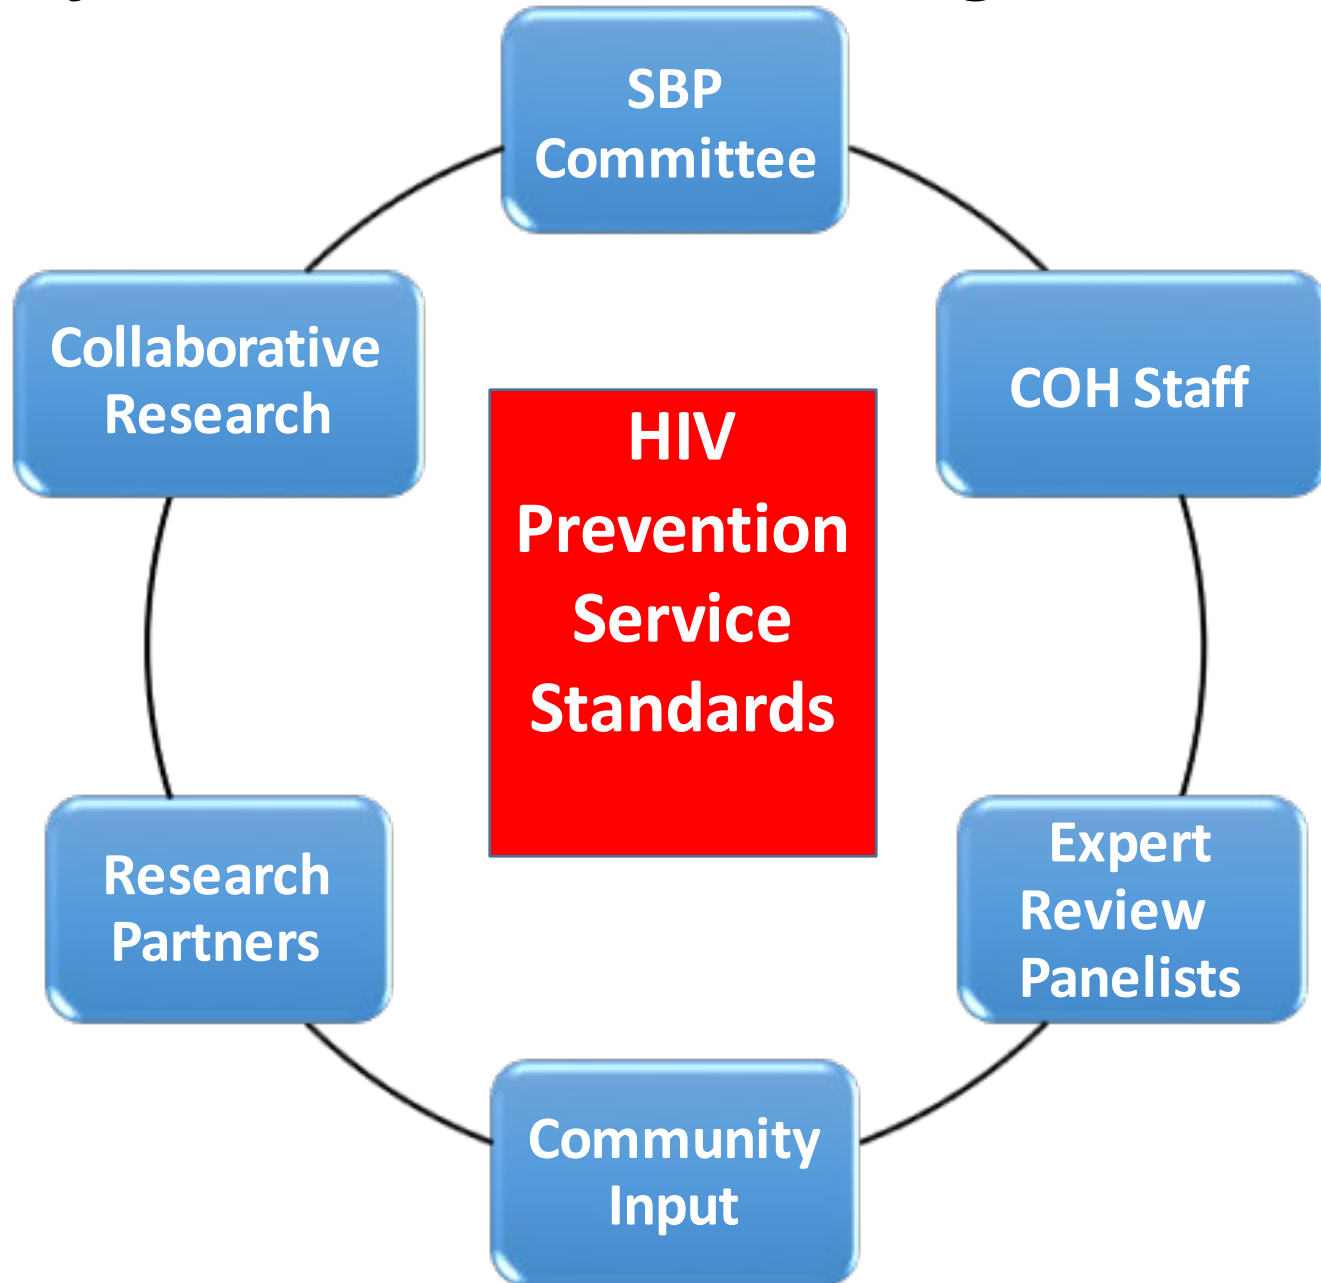 SBP
Committee
Collaborative
Research
COH Staff
HIV
Prevention
Service
Standards
Research
Partners
Expert
Review
Panelists
Community
Input